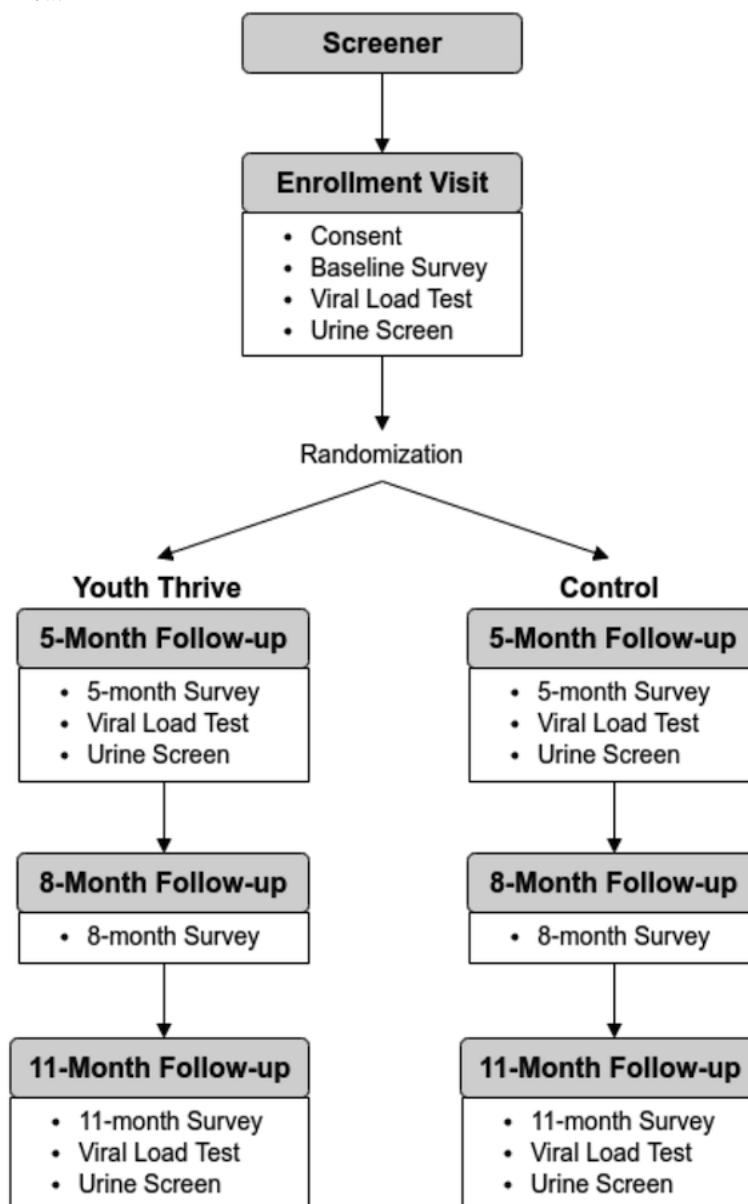 Screener
Enrollment Visit
• Consent
• Baseline Survey
• Viral Load Test
• Urine Screen
Randomization
Youth Thrive
5-Month Follow-up
• 5-month Survey
• Viral Load Test
• Urine Screen
8-Month Follow-up
• 8-month Survey
11-Month Follow-up
• 11-month Survey
• Viral Load Test
• Urine Screen
Control
5-Month Follow-up
• 5-month Survey
• Viral Load Test
• Urine Screen
8-Month Follow-up
• 8-month Survey
11-Month Follow-up
• 11-month Survey
• Viral Load Test
• Urine Screen